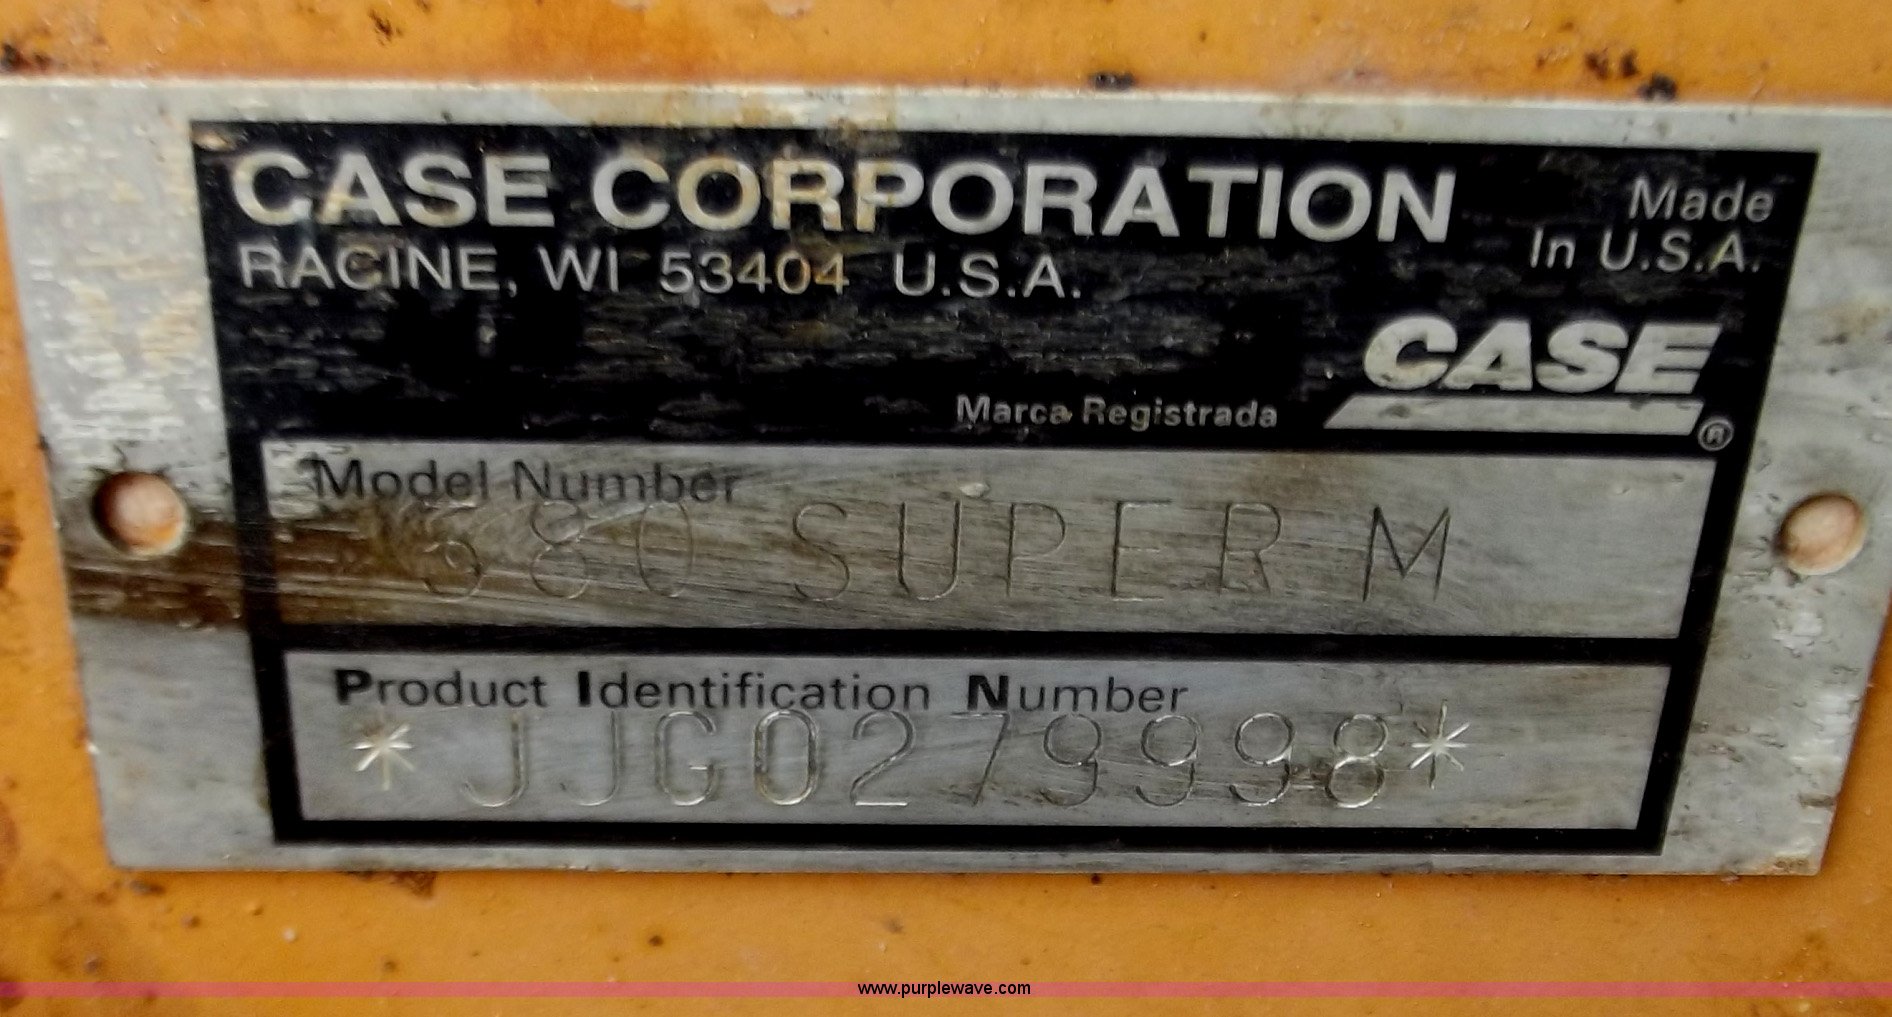 CASE CORPORATION
RACINE, WI 53404 U.S.A.
Made
In U.S.A.
CASE
Marca Registrada ®
Model Number
580 SUPER M
Product Identification Number
*JJG0279998*
www.purplewave.com